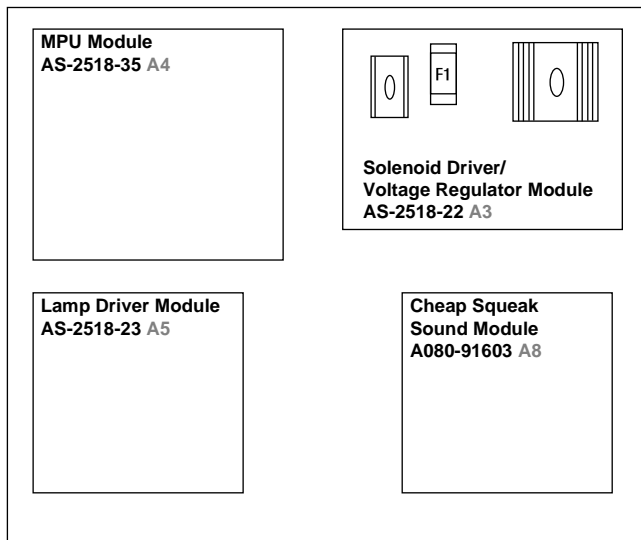 MPU Module
AS-2518-35 A4
F1
Solenoid Driver/
Voltage Regulator Module
AS-2518-22 A3
Lamp Driver Module
AS-2518-23 A5
Cheap Squeak
Sound Module
A080-91603 A8